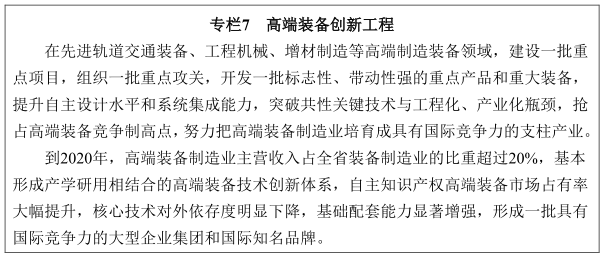 专栏7 高端装备创新工程
在先进轨道交通装备、工程机械、增材制造等高端制造装备领域，建设一批重
点项目，组织一批重点攻关，开发一批标志性、带动性强的重点产品和重大装备，
提升自主设计水平和系统集成能力，突破共性关键技术与工程化、产业化瓶颈，抢
占高端装备竞争制高点，努力把高端装备制造业培育成具有国际竞争力的支柱产业。
到2020年，高端装备制造业主营收入占全省装备制造业的比重超过20%，基本
形成产学研用相结合的高端装备技术创新体系，自主知识产权高端装备市场占有率
大幅提升，核心技术对外依存度明显下降，基础配套能力显著增强，形成一批具有
国际竞争力的大型企业集团和国际知名品牌。